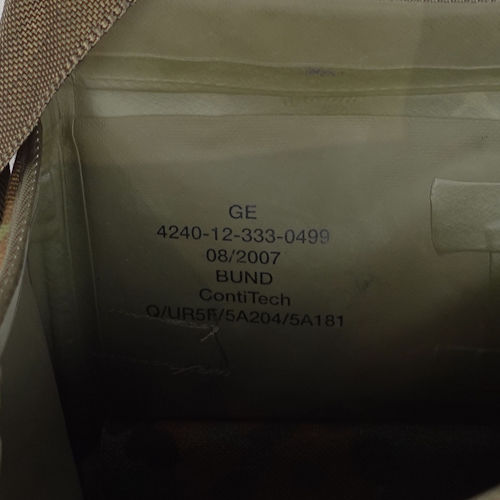 GE
4240-12-333-0499
08/2007
BUND
ContiTech
Q/UR5F/5A204/5A181